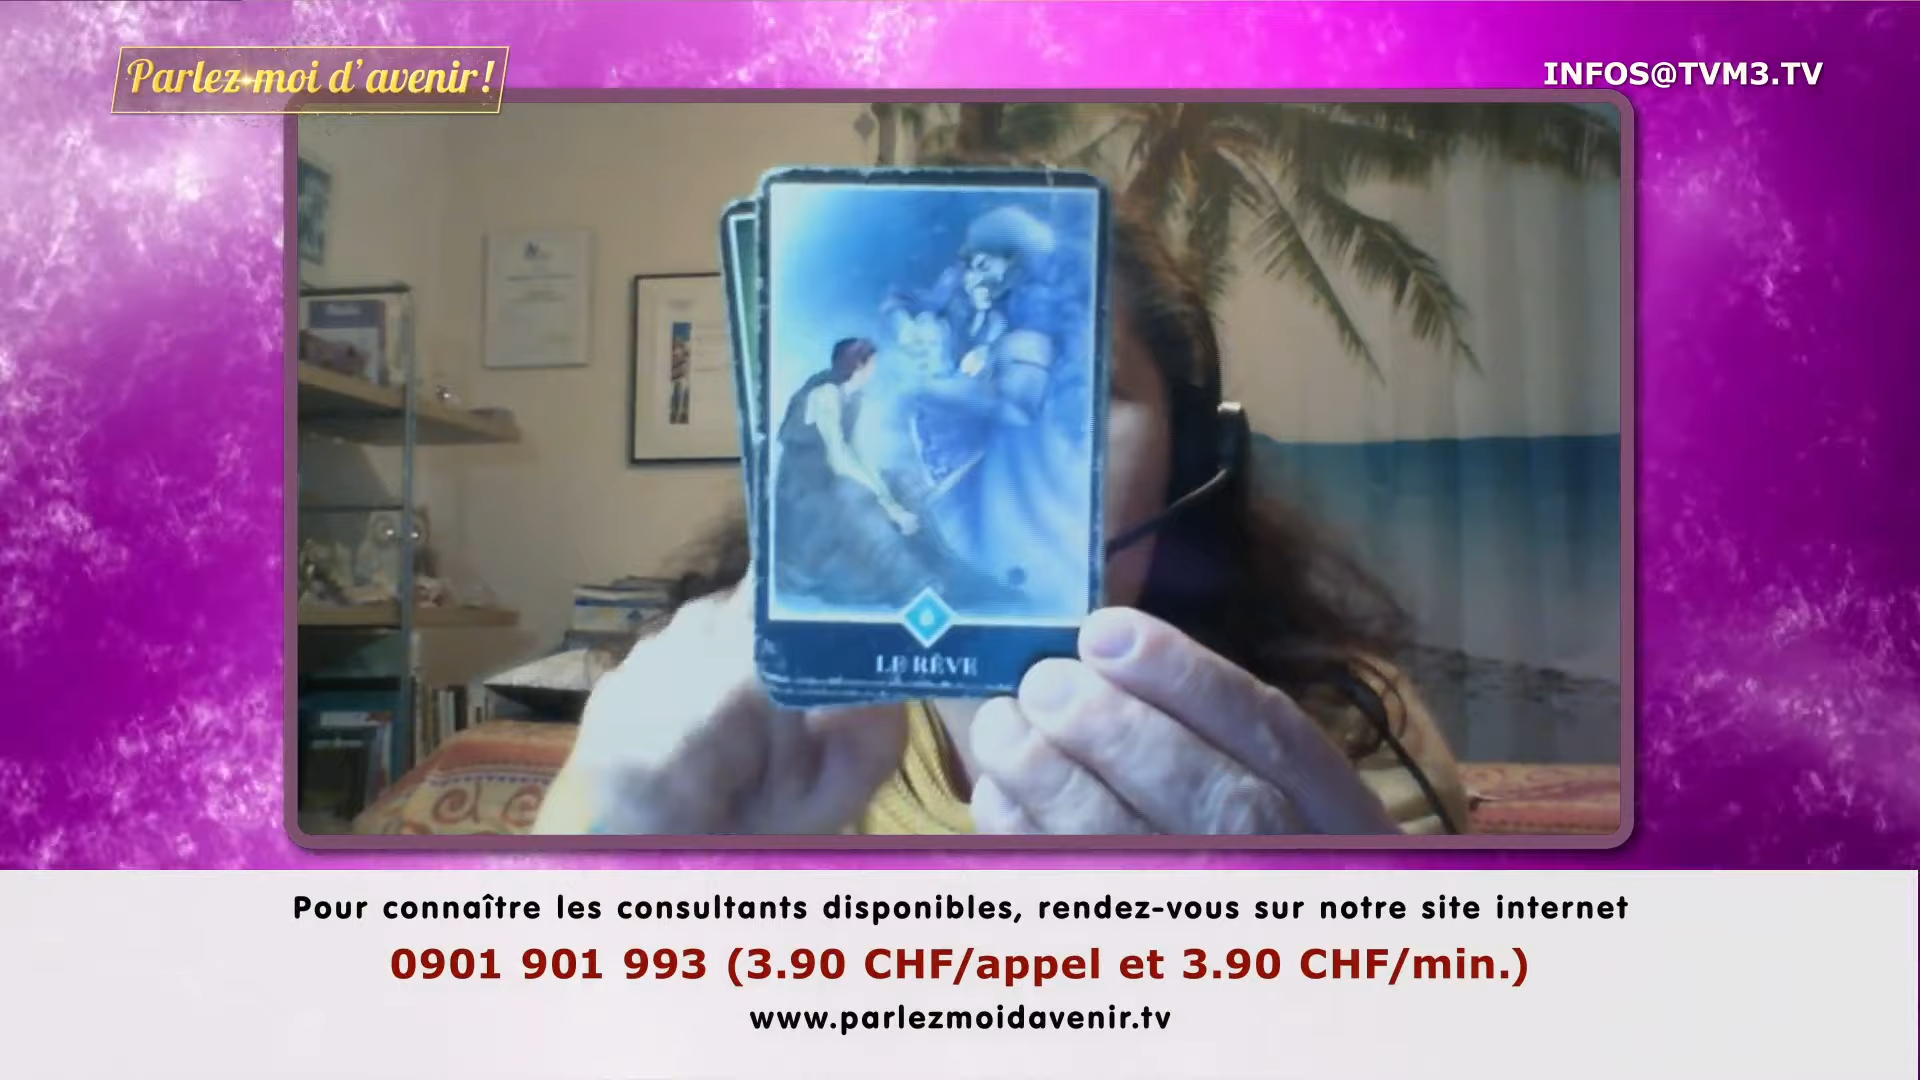 Parlez-moi d'avenir!
INFOS@TVM3.TV
LE RÊVE
Pour connaître les consultants disponibles, rendez-vous sur notre site internet
0901 901 993 (3.90 CHF/appel et 3.90 CHF/min.)
www.parlezmoidavenir.tv